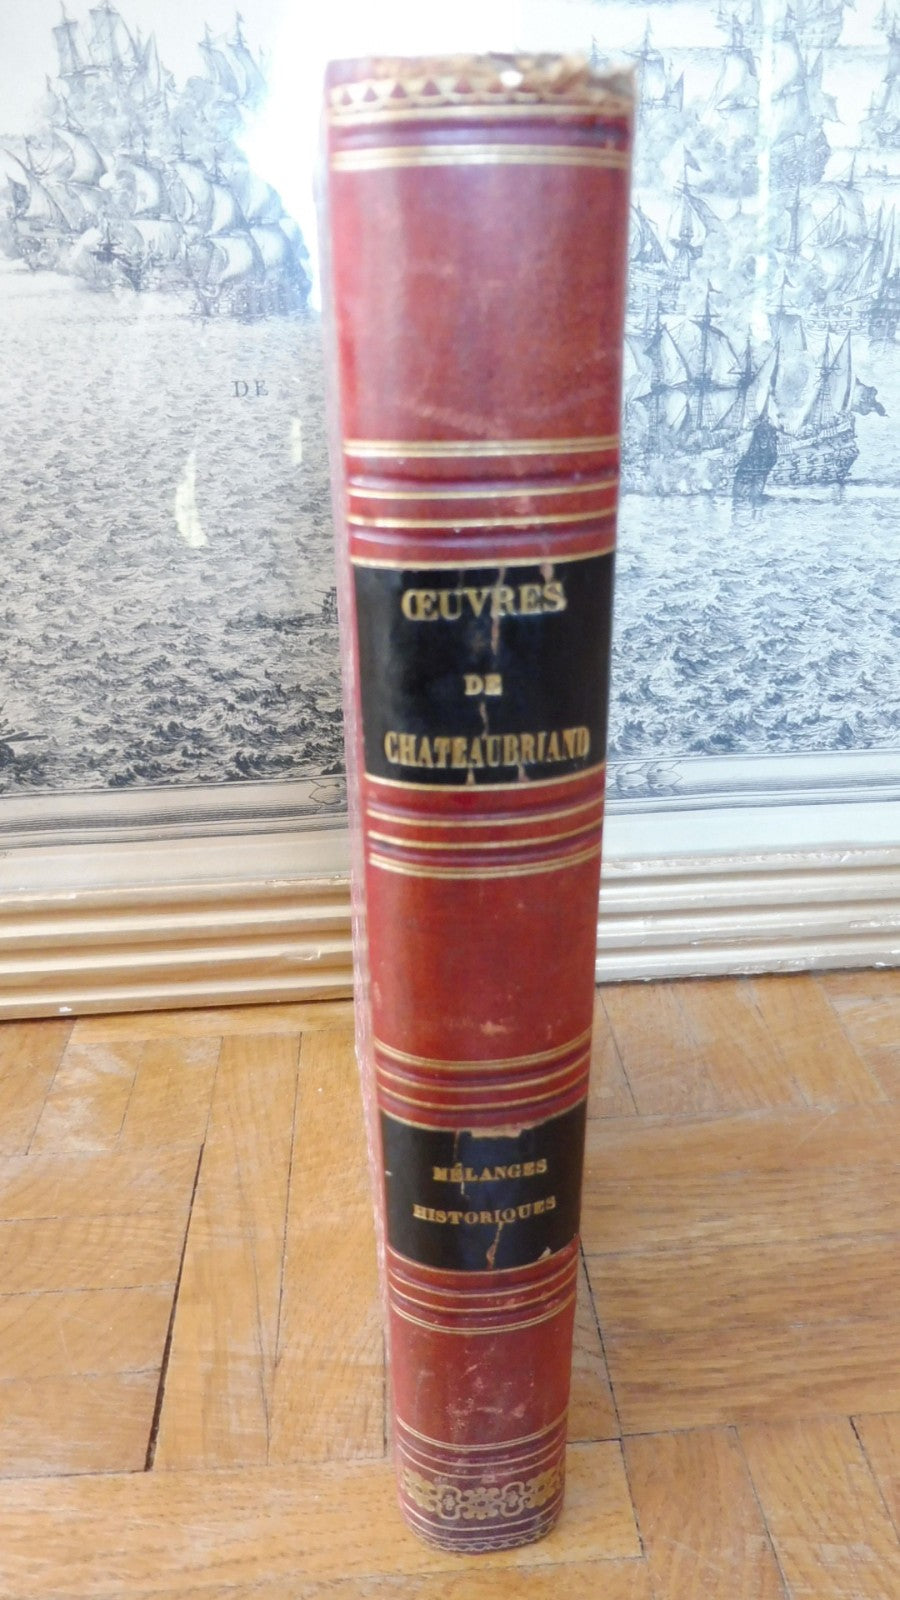 DE
ŒUVRES
DE
CHATEAUBRIAND
MÉLANGES
HISTORIQUES